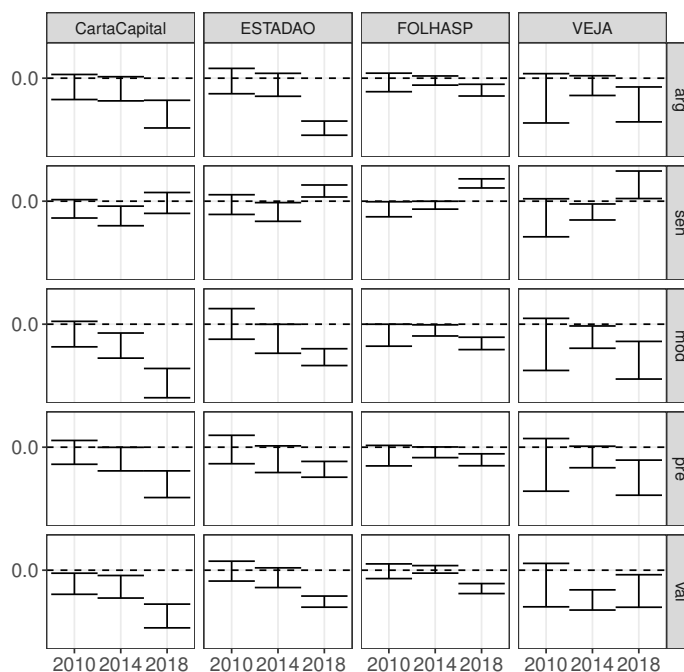 CartaCapital ESTADAO FOLHASP VEJA
0.0 arg
0.0 sen
0.0 mod
0.0 pre
0.0 val
2010 2014 2018 2010 2014 2018 2010 2014 2018 2010 2014 2018